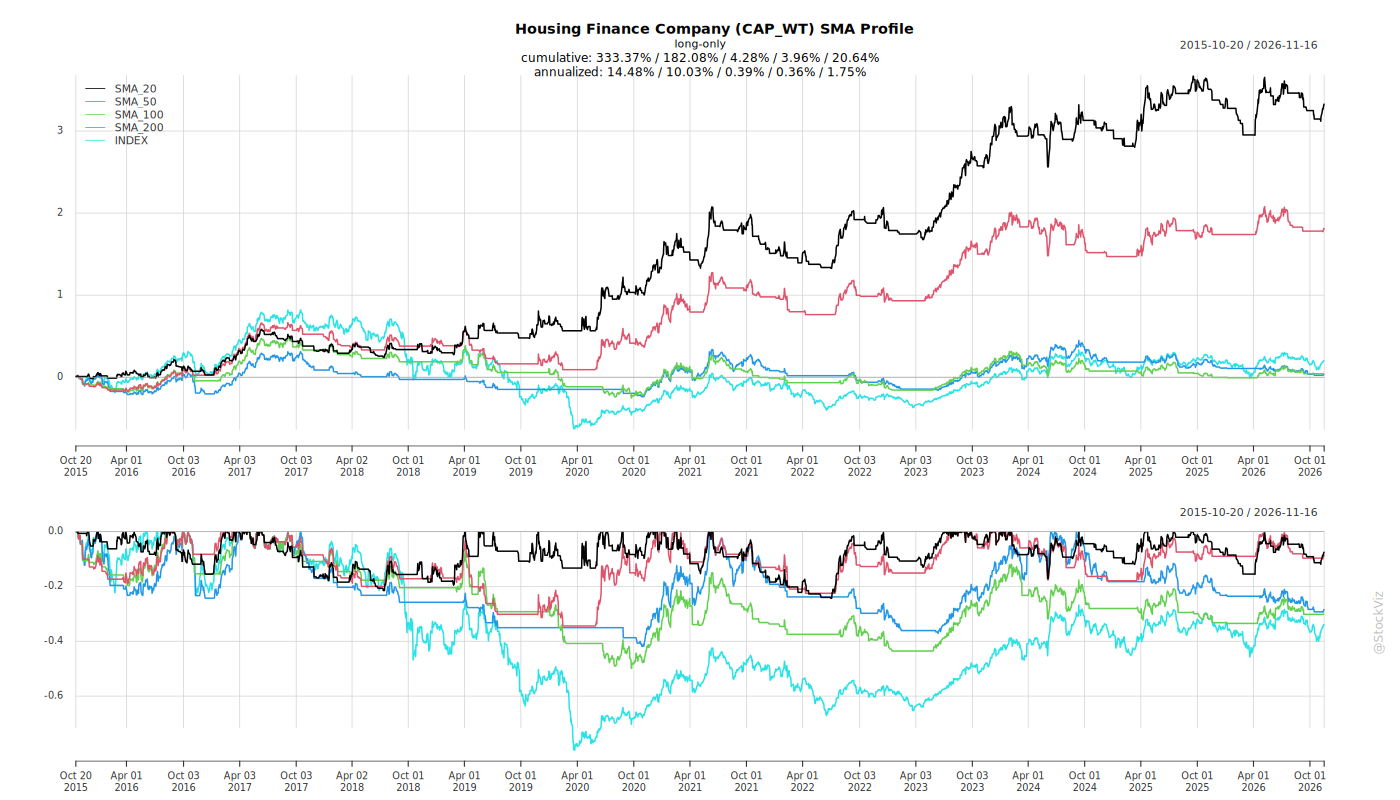 Housing Finance Company (CAP_WT) SMA Profile
long-only
2015-10-20 / 2026-11-16
cumulative: 333.37% / 182.08% / 4.28% / 3.96% / 20.64%
annualized: 14.48% / 10.03% / 0.39% / 0.36% / 1.75%
SMA_20
SMA_50
SMA_100
SMA_200
INDEX
3
2
1
0
Oct 20 Apr 01 Oct 03 Apr 03 Oct 03 Apr 02 Oct 01 Apr 01 Oct 01 Apr 01 Oct 01 Apr 01 Oct 01 Apr 01 Oct 03 Apr 03 Oct 03 Apr 01 Oct 01 Apr 01 Oct 01 Apr 01 Oct 01
2015 2016 2016 2017 2017 2018 2018 2019 2019 2020 2020 2021 2021 2022 2022 2023 2023 2024 2024 2025 2025 2026 2026
2015-10-20 / 2026-11-16
0.0
-0.2
-0.4
-0.6
Oct 20 Apr 01 Oct 03 Apr 03 Oct 03 Apr 02 Oct 01 Apr 01 Oct 01 Apr 01 Oct 01 Apr 01 Oct 01 Apr 01 Oct 03 Apr 03 Oct 03 Apr 01 Oct 01 Apr 01 Oct 01 Apr 01 Oct 01
2015 2016 2016 2017 2017 2018 2018 2019 2019 2020 2020 2021 2021 2022 2022 2023 2023 2024 2024 2025 2025 2026 2026
@StockViz